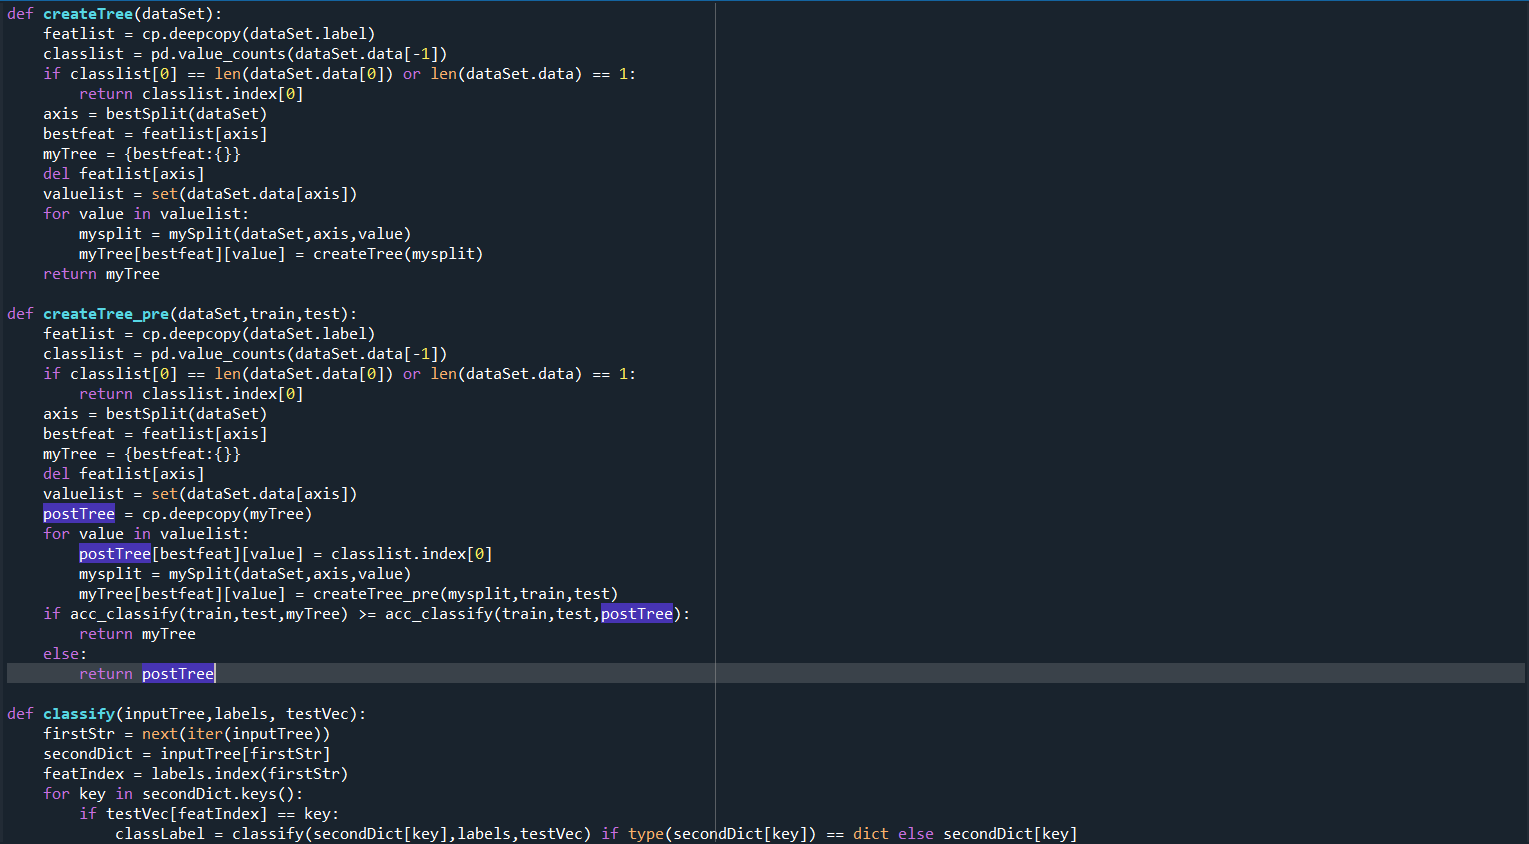 def createTree(dataSet):
    featlist = cp.deepcopy(dataSet.label)
    classlist = pd.value_counts(dataSet.data[-1])
    if classlist[0] == len(dataSet.data[0]) or len(dataSet.data) == 1:
        return classlist.index[0]
    axis = bestSplit(dataSet)
    bestfeat = featlist[axis]
    myTree = {bestfeat:{}}
    del featlist[axis]
    valuelist = set(dataSet.data[axis])
    for value in valuelist:
        mysplit = mySplit(dataSet,axis,value)
        myTree[bestfeat][value] = createTree(mysplit)
    return myTree

def createTree_pre(dataSet,train,test):
    featlist = cp.deepcopy(dataSet.label)
    classlist = pd.value_counts(dataSet.data[-1])
    if classlist[0] == len(dataSet.data[0]) or len(dataSet.data) == 1:
        return classlist.index[0]
    axis = bestSplit(dataSet)
    bestfeat = featlist[axis]
    myTree = {bestfeat:{}}
    del featlist[axis]
    valuelist = set(dataSet.data[axis])
    postTree = cp.deepcopy(myTree)
    for value in valuelist:
        postTree[bestfeat][value] = classlist.index[0]
        mysplit = mySplit(dataSet,axis,value)
        myTree[bestfeat][value] = createTree_pre(mysplit,train,test)
    if acc_classify(train,test,myTree) >= acc_classify(train,test,postTree):
        return myTree
    else:
        return postTree

def classify(inputTree,labels, testVec):
    firstStr = next(iter(inputTree))
    secondDict = inputTree[firstStr]
    featIndex = labels.index(firstStr)
    for key in secondDict.keys():
        if testVec[featIndex] == key:
            classLabel = classify(secondDict[key],labels,testVec) if type(secondDict[key]) == dict else secondDict[key]